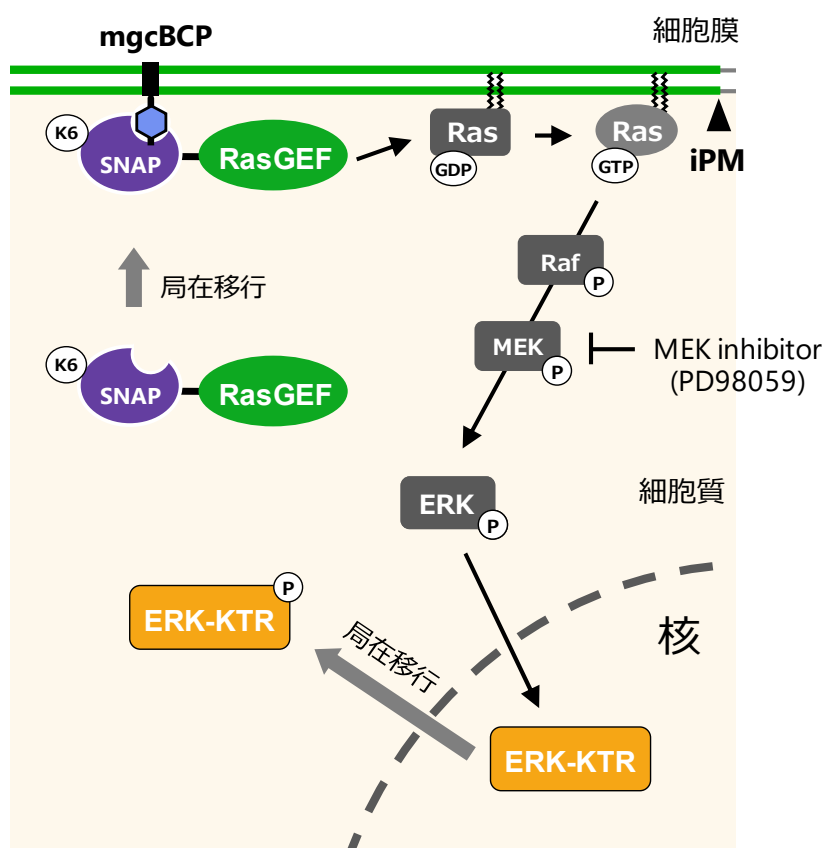 mgcBCP
細胞膜
K6
SNAP
RasGEF
Ras
GDP
Ras
GTP
iPM
局在移行
Raf
P
MEK
P
MEK inhibitor
(PD98059)
K6
SNAP
RasGEF
ERK
P
細胞質
P
ERK-KTR
局在移行
核
ERK-KTR